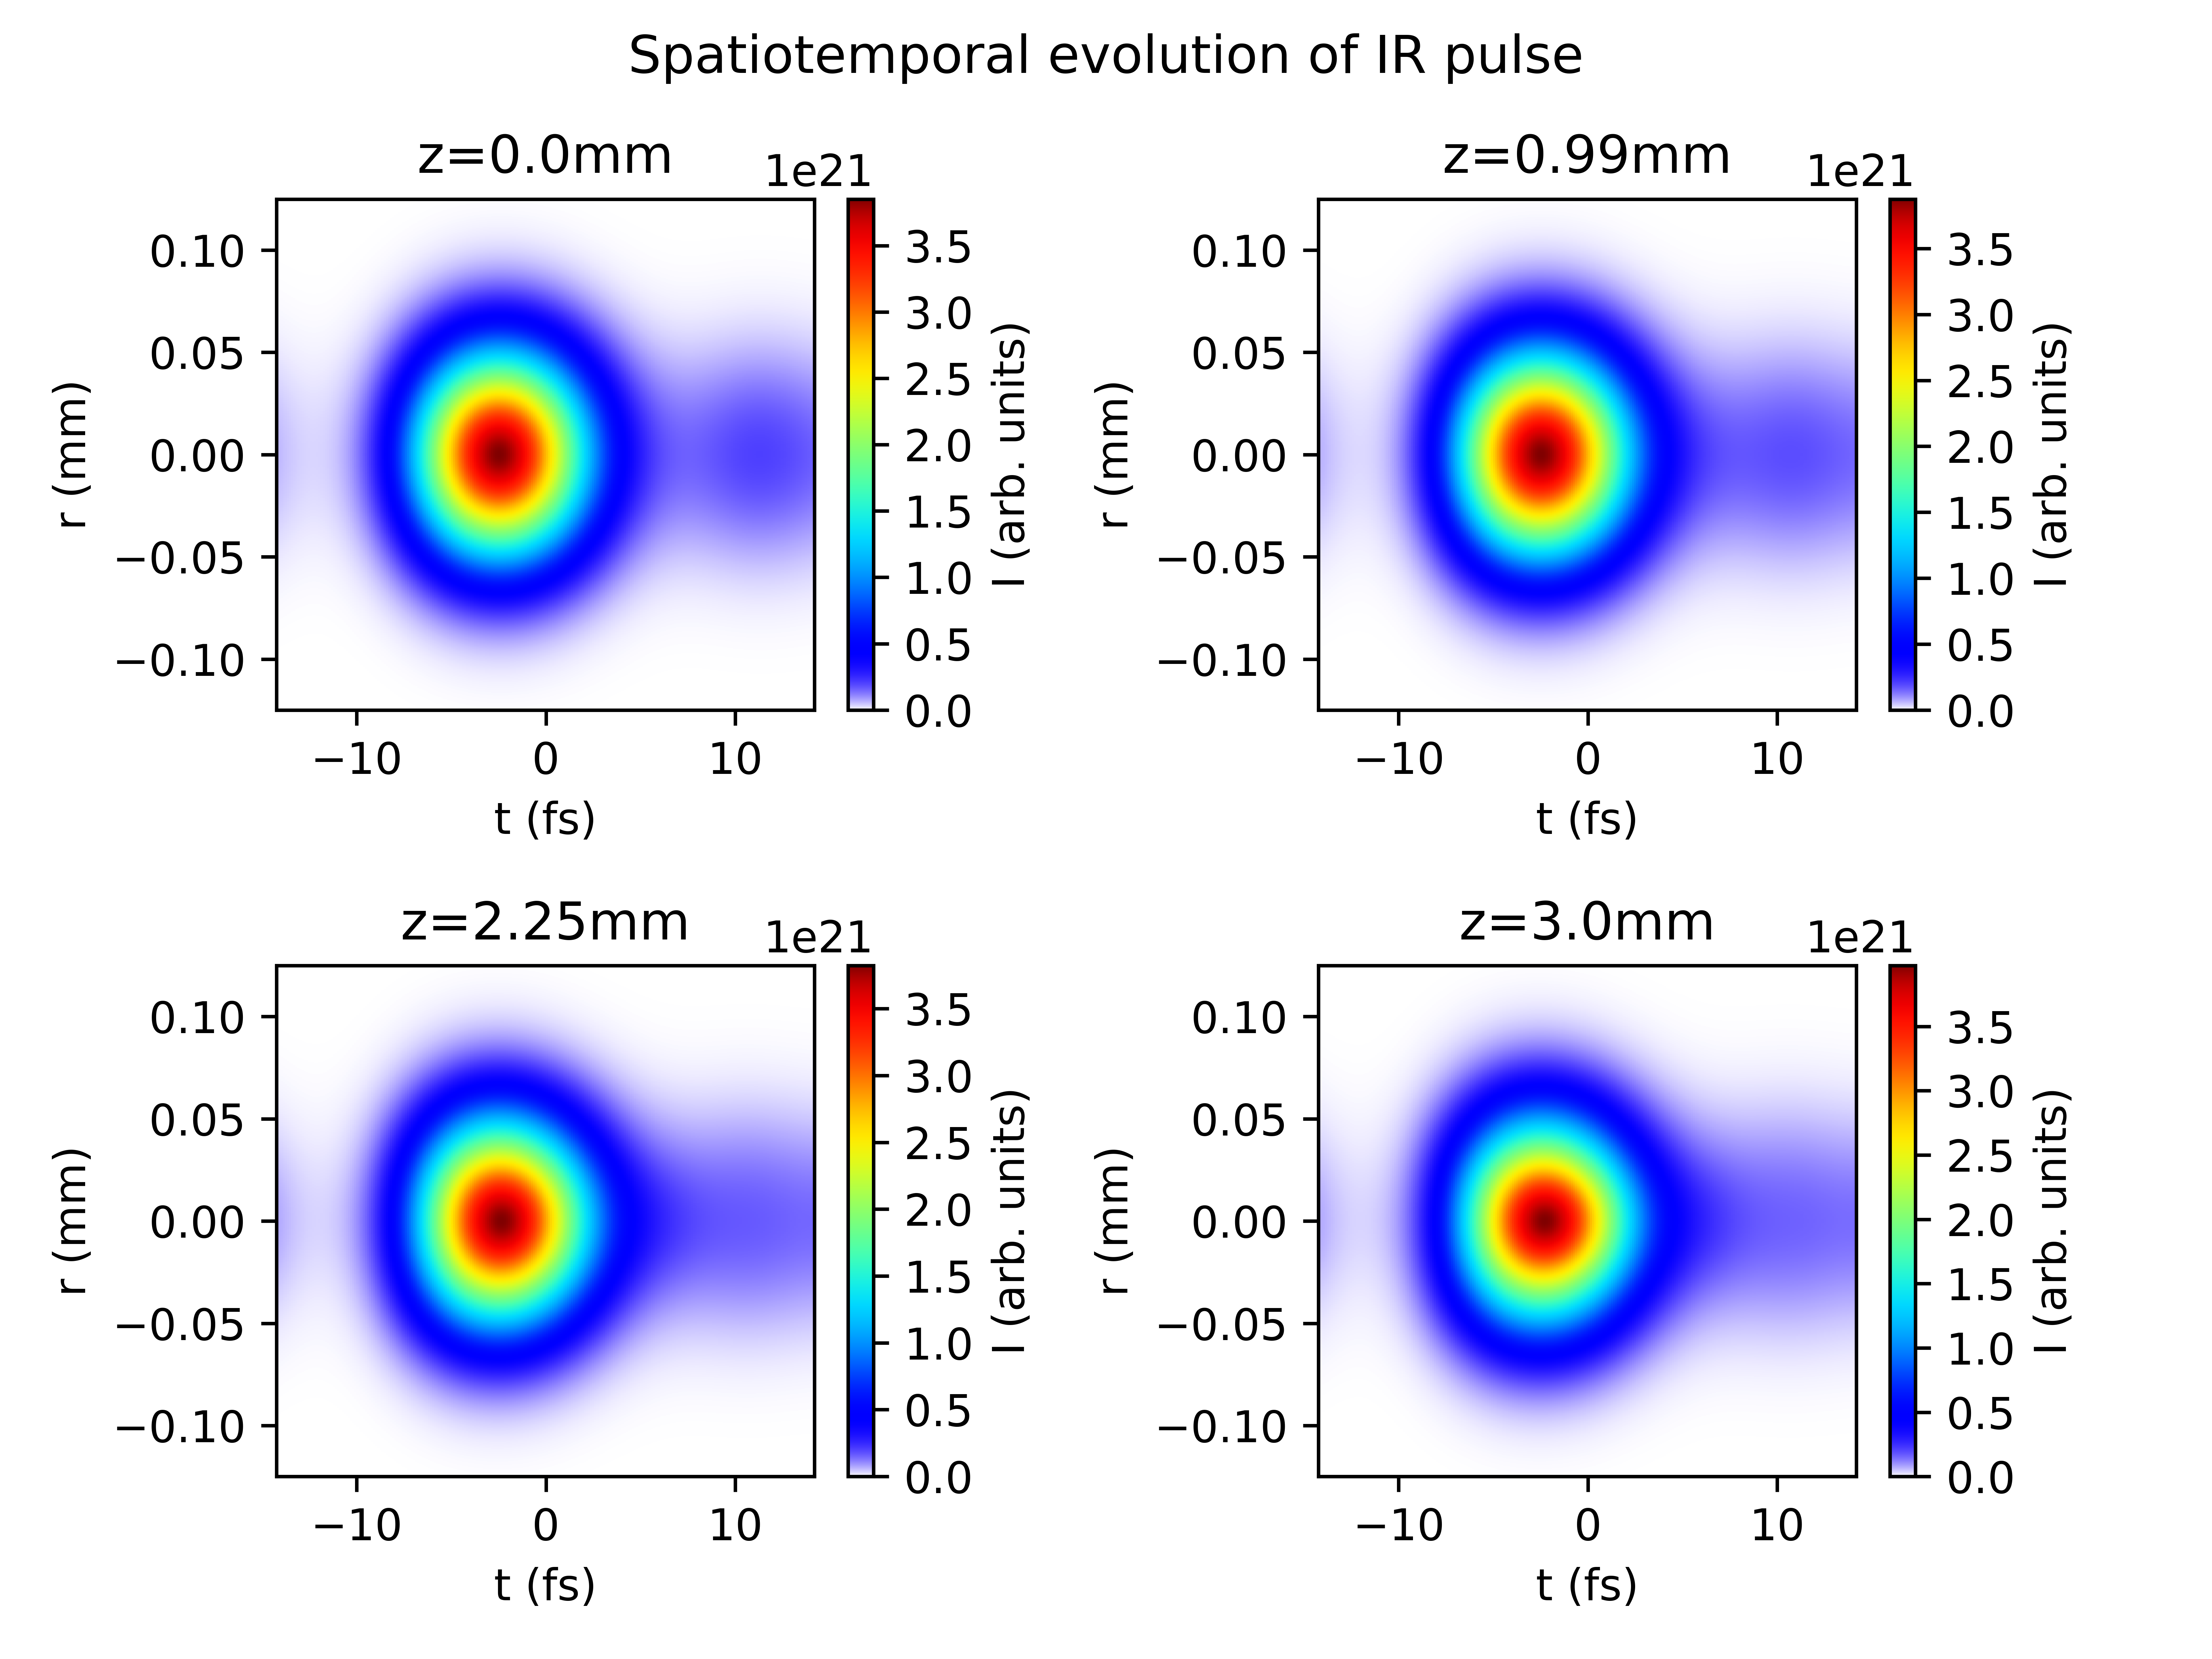 Spatiotemporal evolution of IR pulse
z=0.0mm
1e21
0.10
0.05
0.00
−0.05
−0.10
r (mm)
−10 0 10
t (fs)
3.5
3.0
2.5
2.0
1.5
1.0
0.5
0.0
I (arb. units)
z=0.99mm
1e21
0.10
0.05
0.00
−0.05
−0.10
r (mm)
−10 0 10
t (fs)
3.5
3.0
2.5
2.0
1.5
1.0
0.5
0.0
I (arb. units)
z=2.25mm
1e21
0.10
0.05
0.00
−0.05
−0.10
r (mm)
−10 0 10
t (fs)
3.5
3.0
2.5
2.0
1.5
1.0
0.5
0.0
I (arb. units)
z=3.0mm
1e21
0.10
0.05
0.00
−0.05
−0.10
r (mm)
−10 0 10
t (fs)
3.5
3.0
2.5
2.0
1.5
1.0
0.5
0.0
I (arb. units)